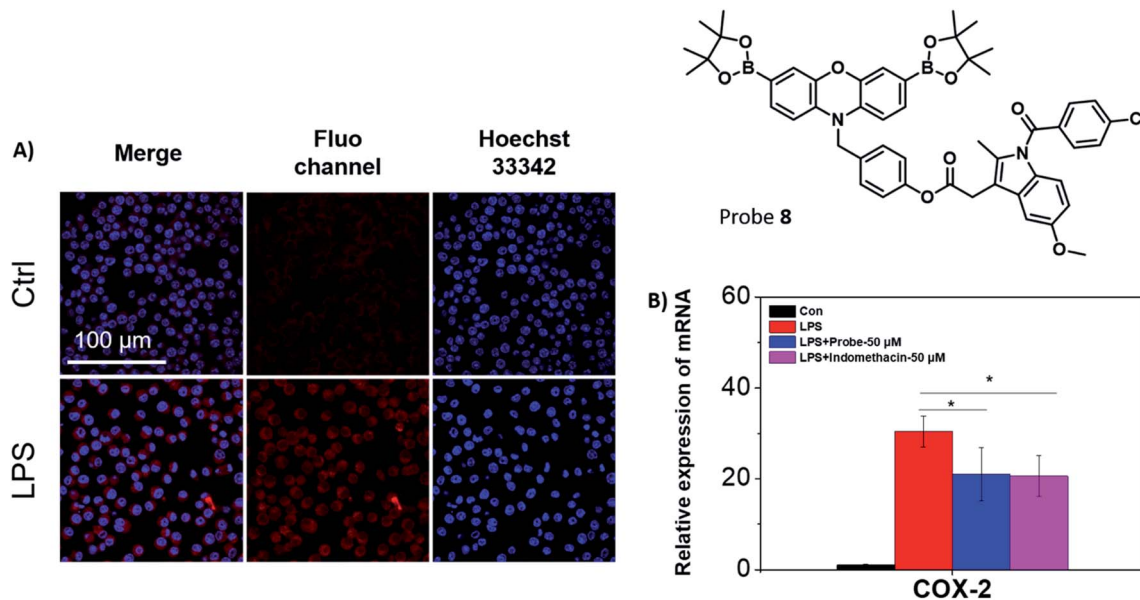 A)
Merge
Fluo
channel
Hoechst
33342
Ctrl
100 µm
LPS
O
O
B
O
B
O
O
N
O
O
O
N
O
Probe 8
B)
Relative expression of mRNA
60
40
20
0
Con
LPS
LPS+Probe-50 µM
LPS+Indomethacin-50 µM
*
*
COX-2